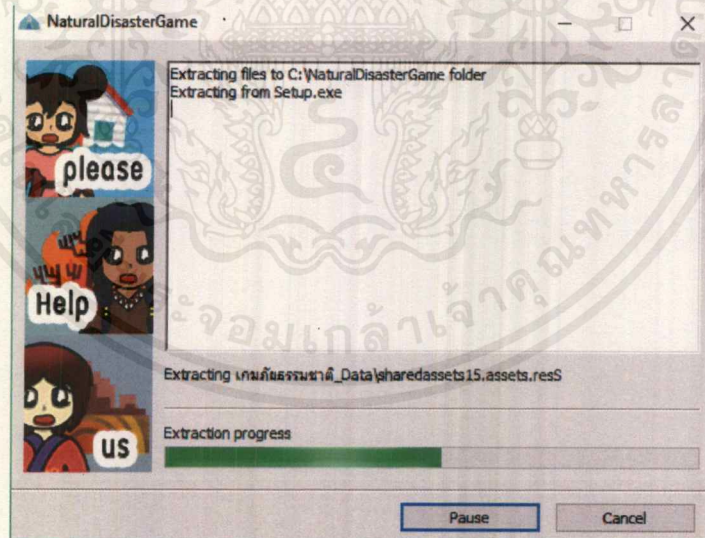 NaturalDisasterGame
Extracting files to C:\NaturalDisasterGame folder
Extracting from Setup.exe
please
Help
us
Extracting เกมภัยธรรมชาติ_Data\sharedassets15.assets.resS
Extraction progress
Pause
Cancel